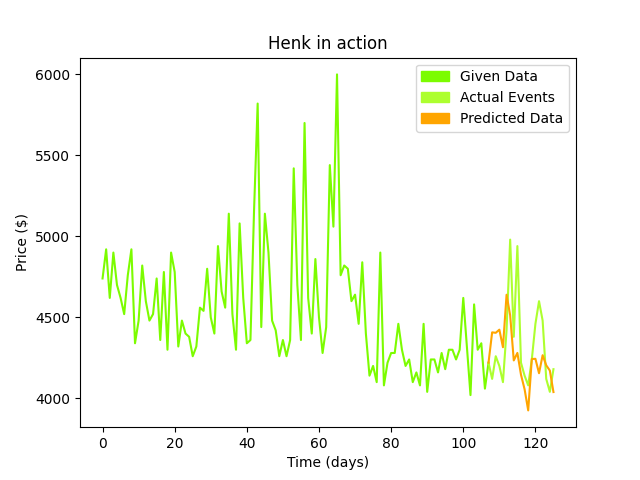 Henk in action
Given Data
Actual Events
Predicted Data
Price ($)
6000
5500
5000
4500
4000
0 20 40 60 80 100 120
Time (days)